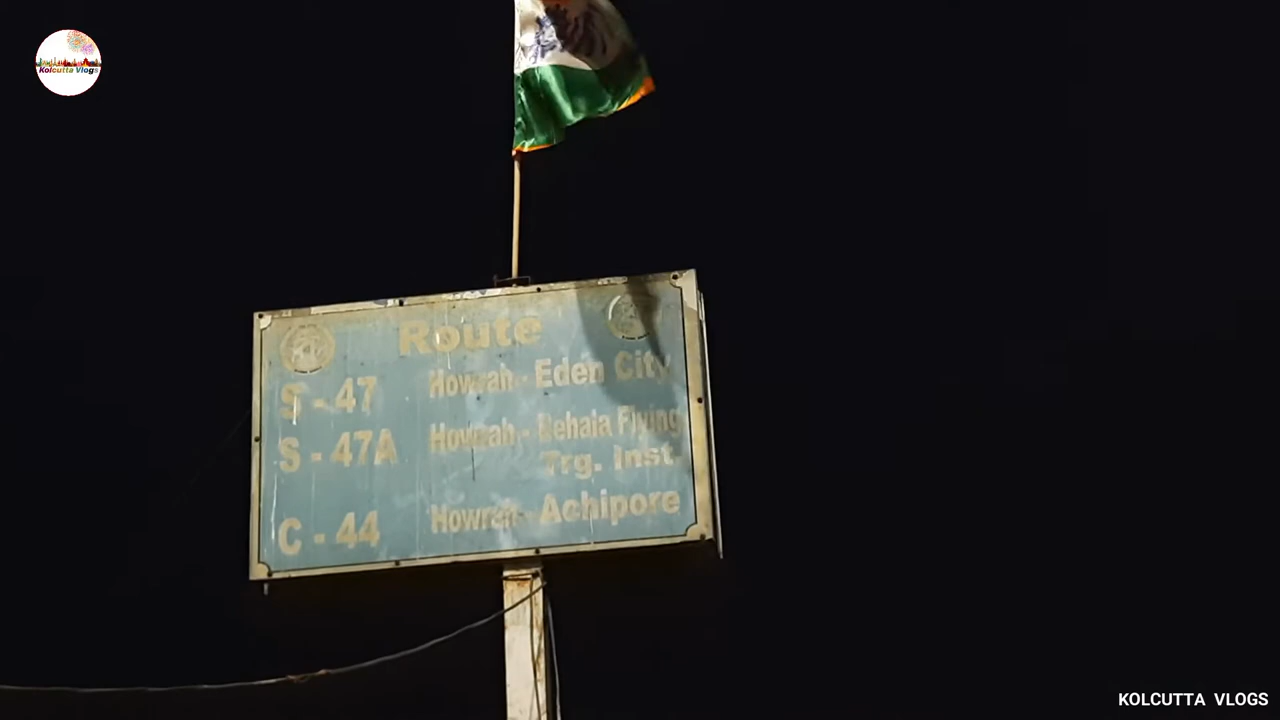 Kolcutta Vlogs
Route
S - 47 Howrah - Eden City
S - 47A Howrah - Behala Flying
Trg. Inst.
C - 44 Howrah - Achipore
KOLCUTTA VLOGS